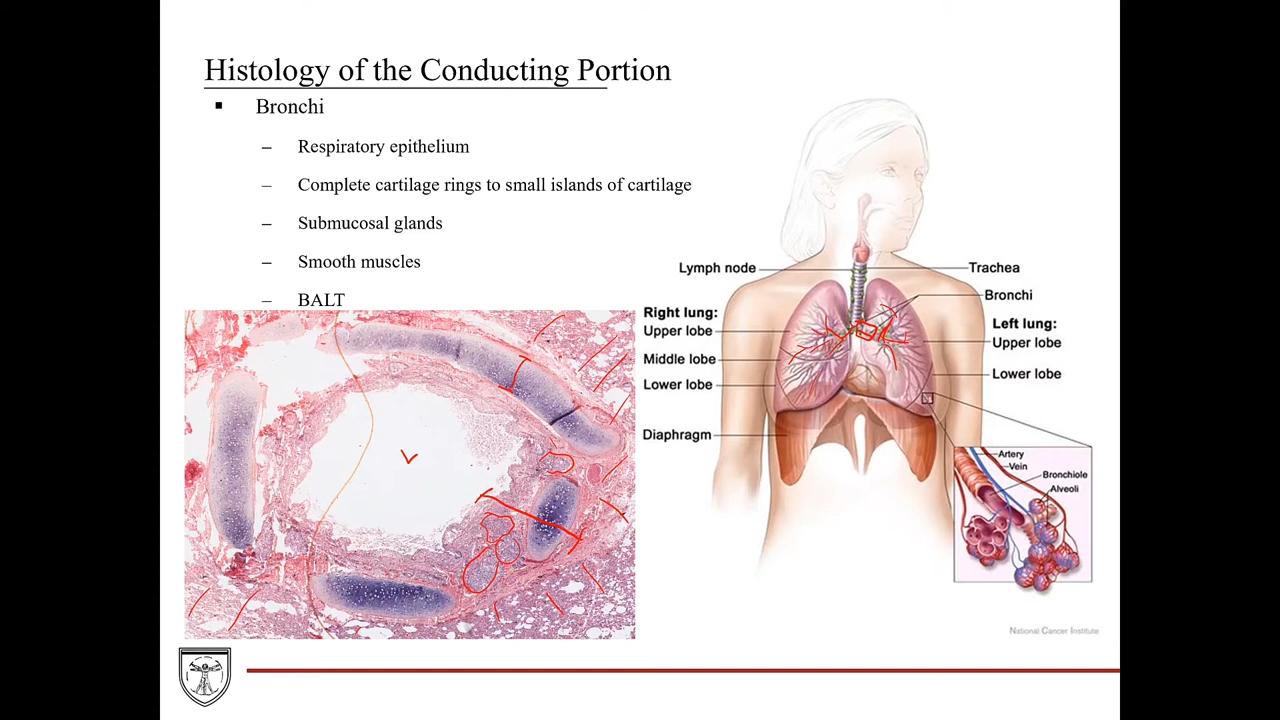 Histology of the Conducting Portion
▪ Bronchi
– Respiratory epithelium
– Complete cartilage rings to small islands of cartilage
– Submucosal glands
– Smooth muscles
– BALT
Lymph node
Trachea
Bronchi
Right lung:
Upper lobe
Middle lobe
Lower lobe
Left lung:
Upper lobe
Lower lobe
Diaphragm
Artery
Vein
Bronchiole
Alveoli
National Cancer Institute